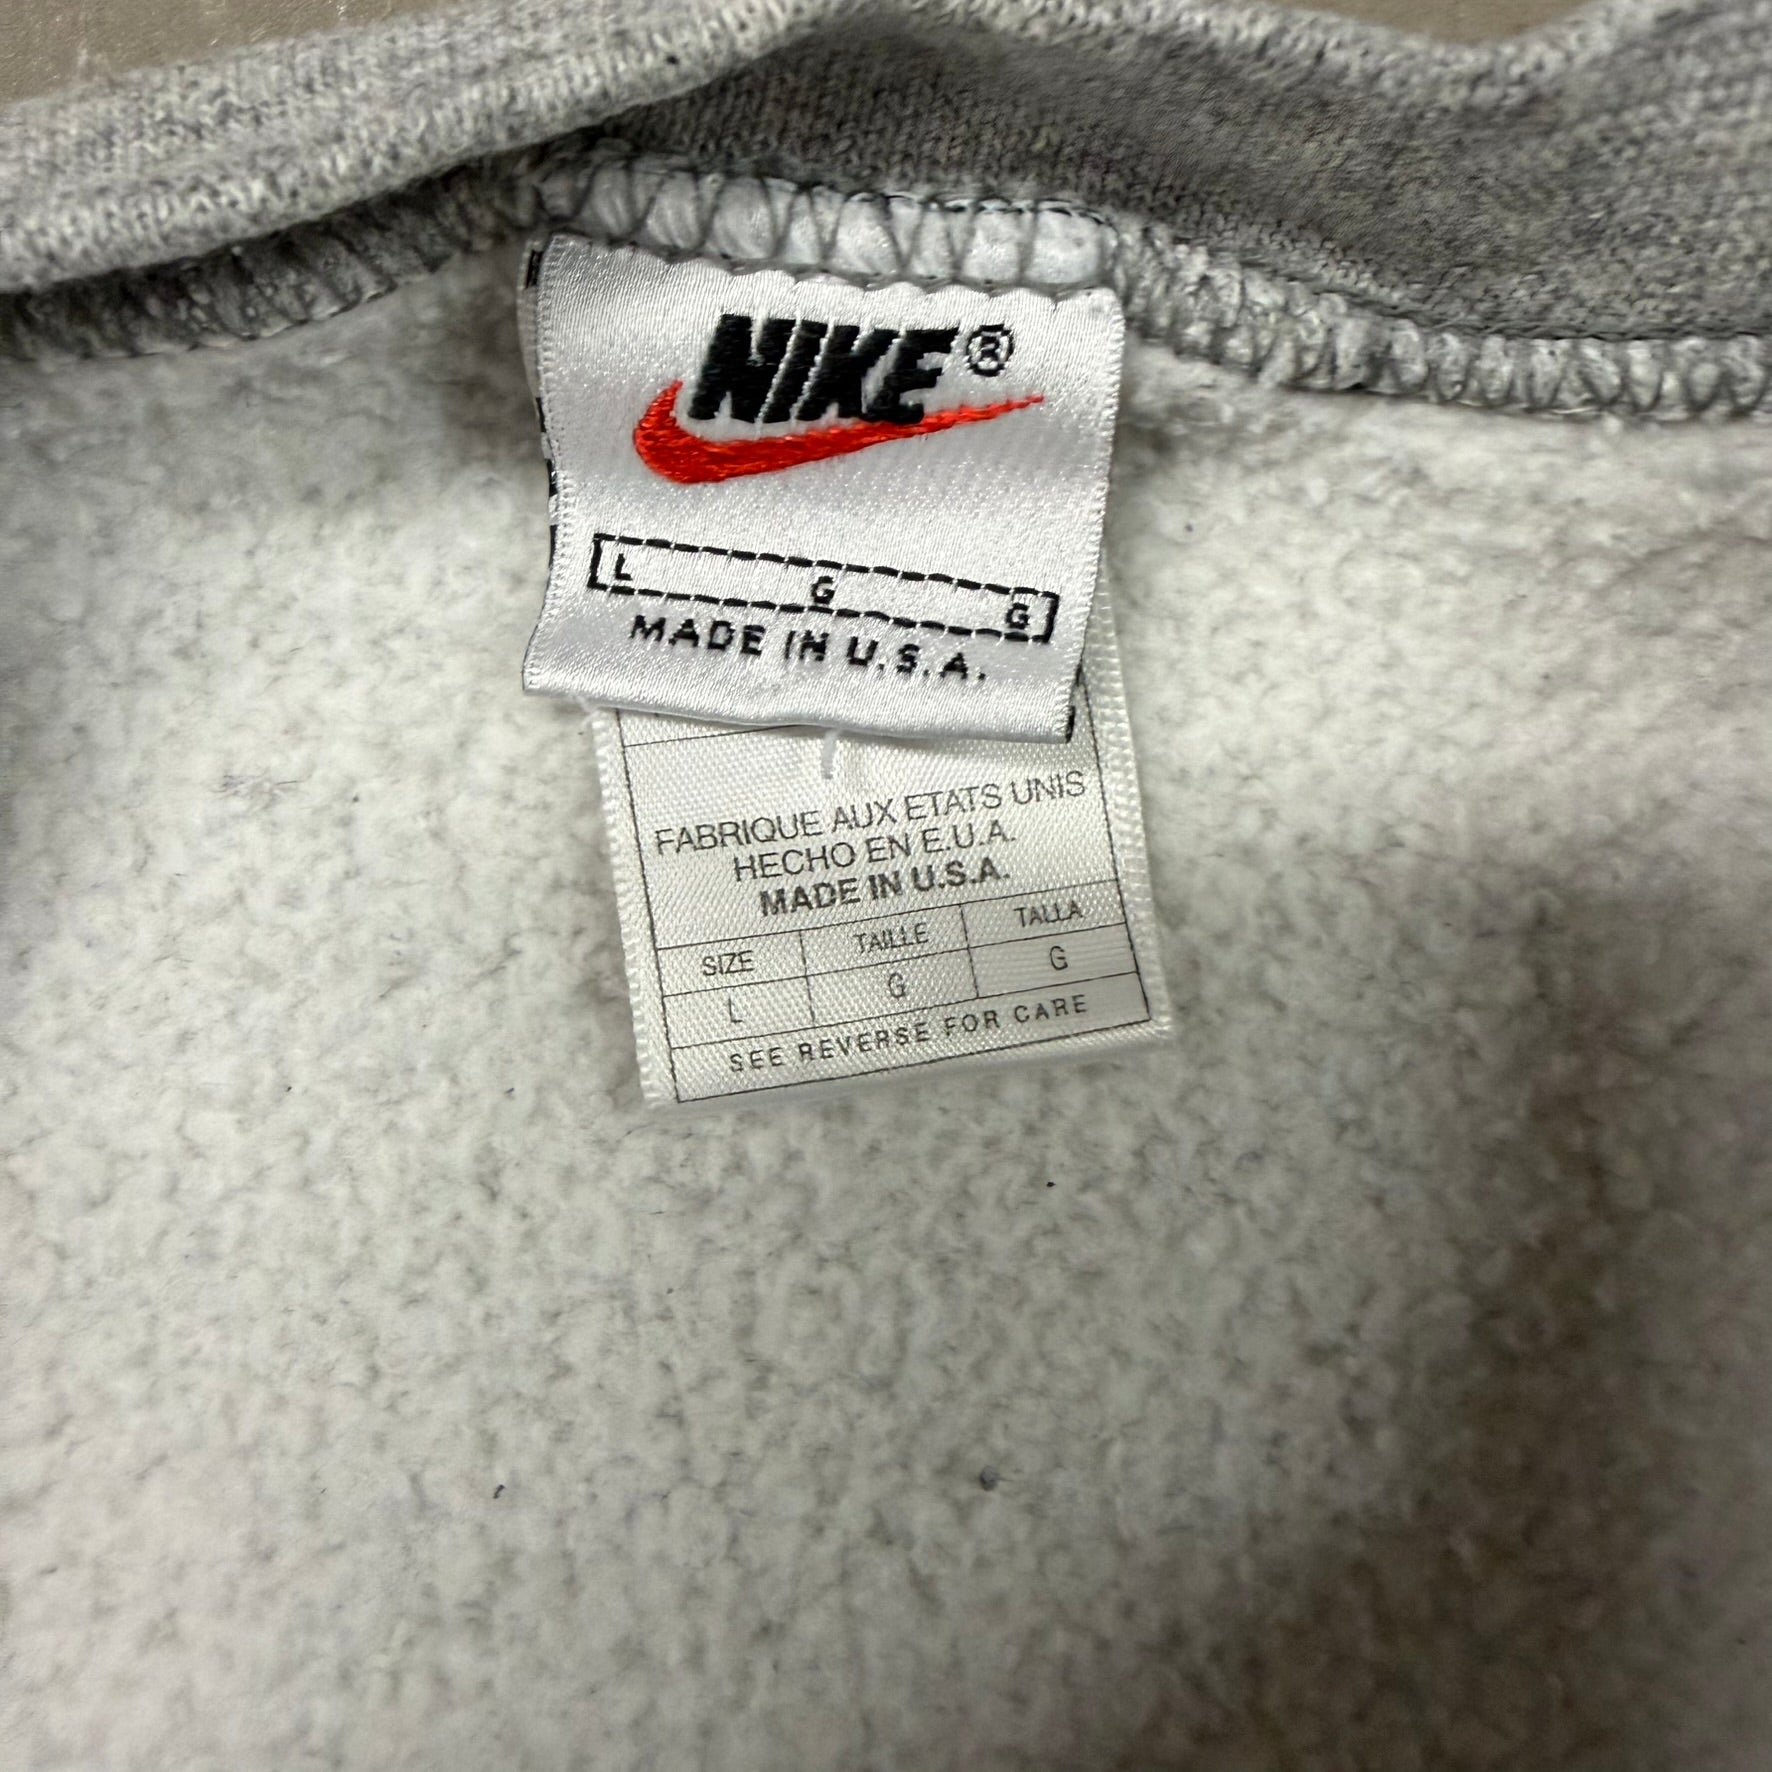 NIKE®
L G G
MADE IN U.S.A.
FABRIQUE AUX ETATS UNIS
HECHO EN E.U.A.
MADE IN U.S.A.
SIZE TAILLE TALLA
L G G
SEE REVERSE FOR CARE